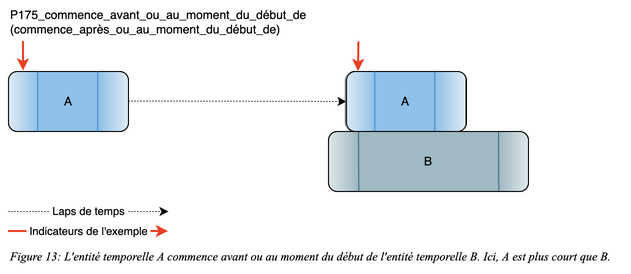 P175_commence_avant_ou_au_moment_du_début_de
(commence_après_ou_au_moment_du_début_de)
A
A
B
Laps de temps
Indicateurs de l'exemple
Figure 13: L'entité temporelle A commence avant ou au moment du début de l'entité temporelle B. Ici, A est plus court que B.